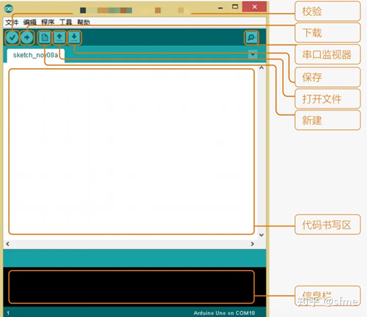 文件 编辑 程序 工具 帮助
sketch_nov08a
校验
下载
串口监视器
保存
打开文件
新建
代码书写区
信息栏
知乎 @sfme
1
Arduino Uno on COM19